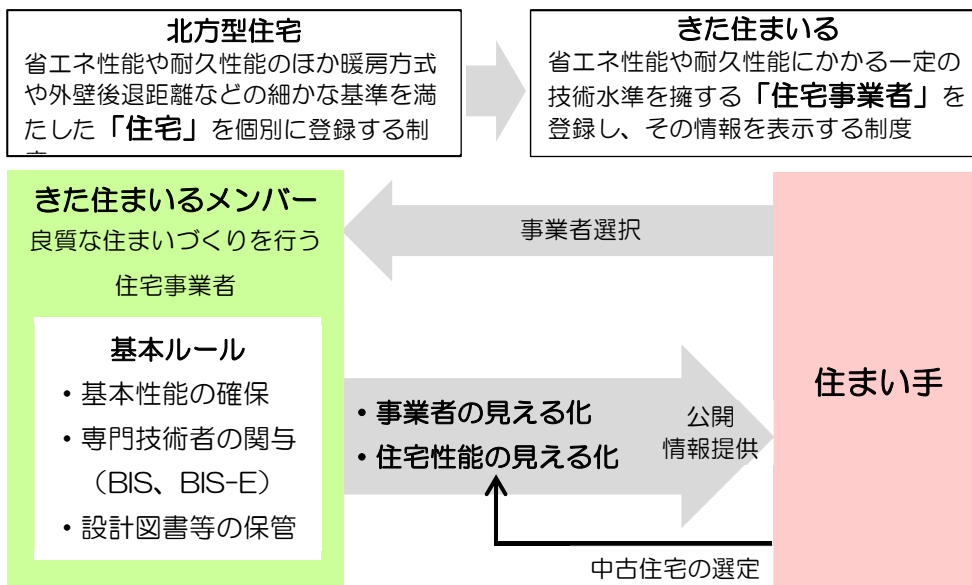 北方型住宅
省エネ性能や耐久性能のほか暖房方式
や外壁後退距離などの細かな基準を満
たした「住宅」を個別に登録する制
きた住まいる
省エネ性能や耐久性能にかかる一定の
技術水準を擁する「住宅事業者」を
登録し、その情報を表示する制度
きた住まいるメンバー
良質な住まいづくりを行う
住宅事業者
基本ルール
・基本性能の確保
・専門技術者の関与
（BIS、BIS-E）
・設計図書等の保管
事業者選択
・事業者の見える化
・住宅性能の見える化
公開
情報提供
住まい手
中古住宅の選定